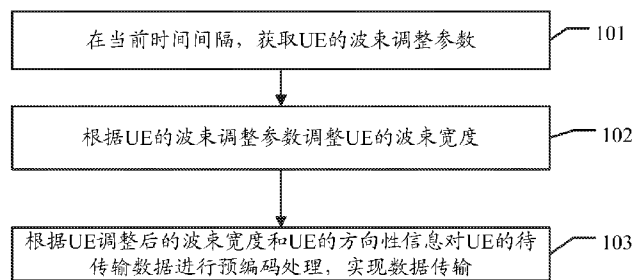 在当前时间间隔，获取UE的波束调整参数
101
根据UE的波束调整参数调整UE的波束宽度
102
根据UE调整后的波束宽度和UE的方向性信息对UE的待
传输数据进行预编码处理，实现数据传输
103